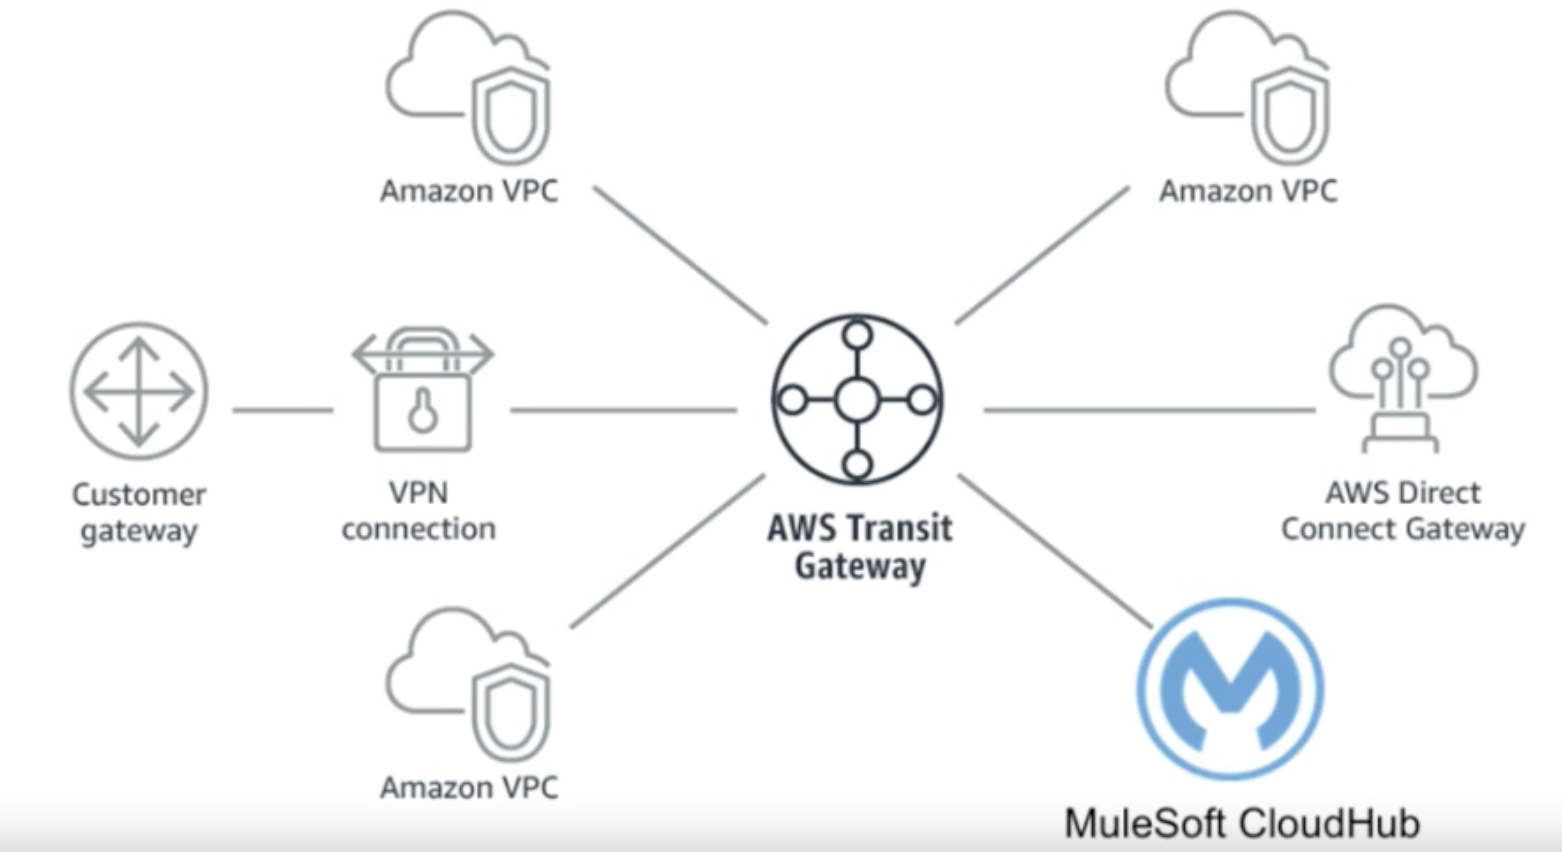 Amazon VPC
Amazon VPC
Customer
gateway
VPN
connection
AWS Transit
Gateway
AWS Direct
Connect Gateway
Amazon VPC
MuleSoft CloudHub